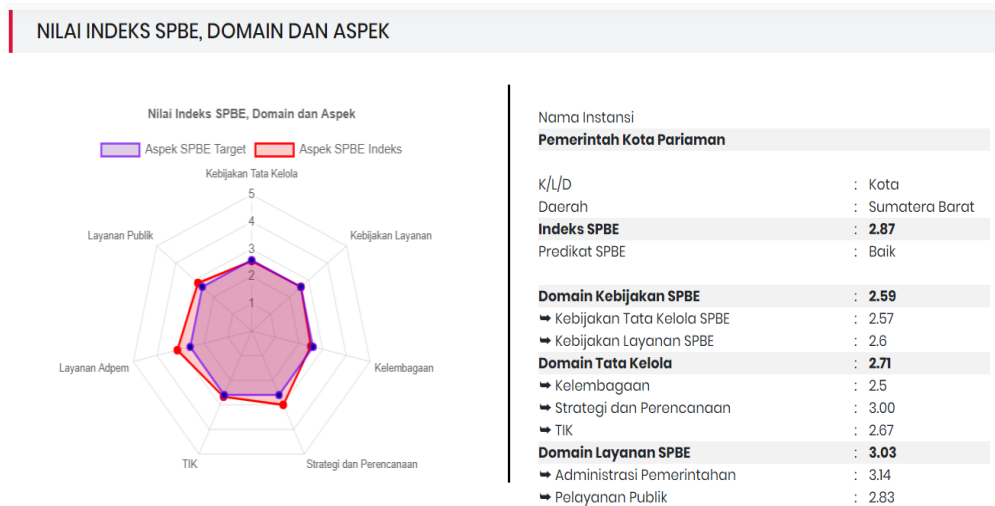 NILAI INDEKS SPBE, DOMAIN DAN ASPEK
Nilai Indeks SPBE, Domain dan Aspek
Aspek SPBE Target Aspek SPBE Indeks
Kebijakan Tata Kelola
5
4
3
2
1
Layanan Publik
Kebijakan Layanan
Layanan Adpem
Kelembagaan
TIK
Strategi dan Perencanaan
Nama Instansi
Pemerintah Kota Pariaman
K/L/D : Kota
Daerah : Sumatera Barat
Indeks SPBE : 2.87
Predikat SPBE : Baik
Domain Kebijakan SPBE : 2.59
➥ Kebijakan Tata Kelola SPBE : 2.57
➥ Kebijakan Layanan SPBE : 2.6
Domain Tata Kelola : 2.71
➥ Kelembagaan : 2.5
➥ Strategi dan Perencanaan : 3.00
➥ TIK : 2.67
Domain Layanan SPBE : 3.03
➥ Administrasi Pemerintahan : 3.14
➥ Pelayanan Publik : 2.83